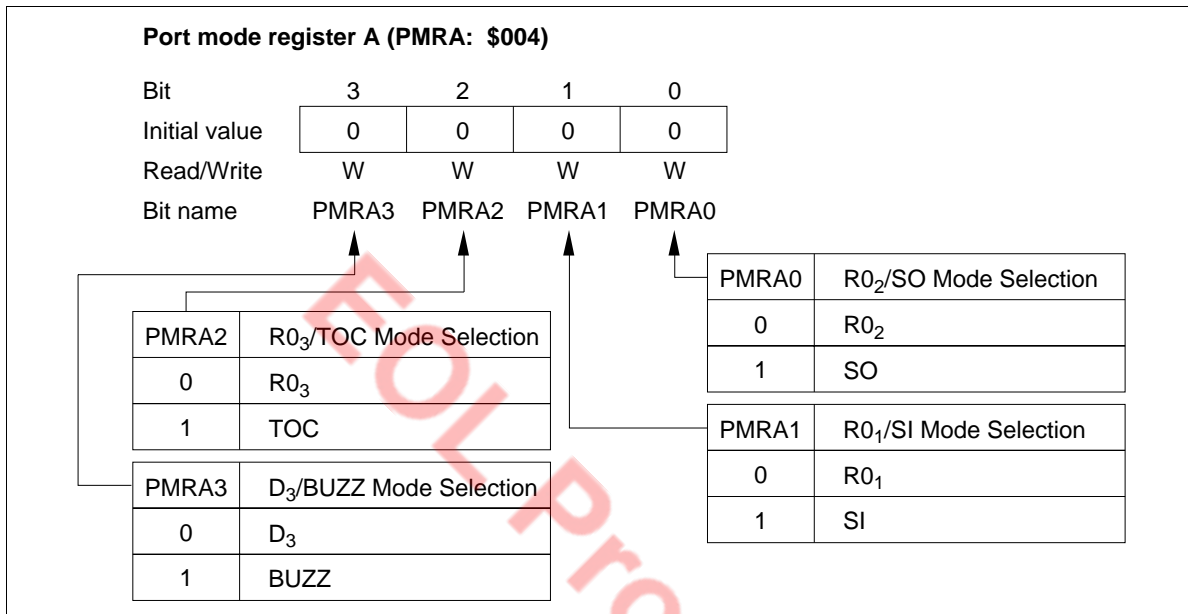 Port mode register A (PMRA: $004)
Bit 3 2 1 0
Initial value 0 0 0 0
Read/Write W W W W
Bit name PMRA3 PMRA2 PMRA1 PMRA0
PMRA2 R0₃/TOC Mode Selection
0 R0₃
1 TOC
PMRA3 D₃/BUZZ Mode Selection
0 D₃
1 BUZZ
PMRA0 R0₂/SO Mode Selection
0 R0₂
1 SO
PMRA1 R0₁/SI Mode Selection
0 R0₁
1 SI
EOL Pro